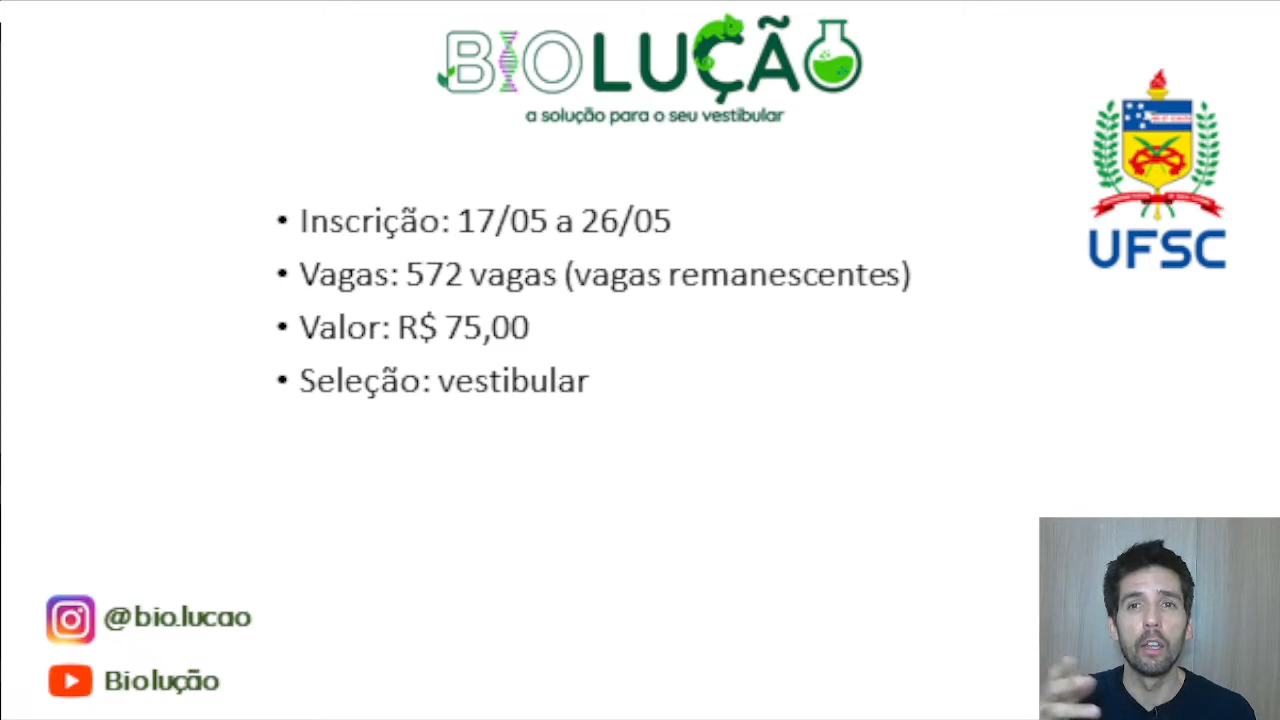 BIOLUÇÃO
a solução para o seu vestibular
UFSC
• Inscrição: 17/05 a 26/05
• Vagas: 572 vagas (vagas remanescentes)
• Valor: R$ 75,00
• Seleção: vestibular
@bio.lucao
Biolução